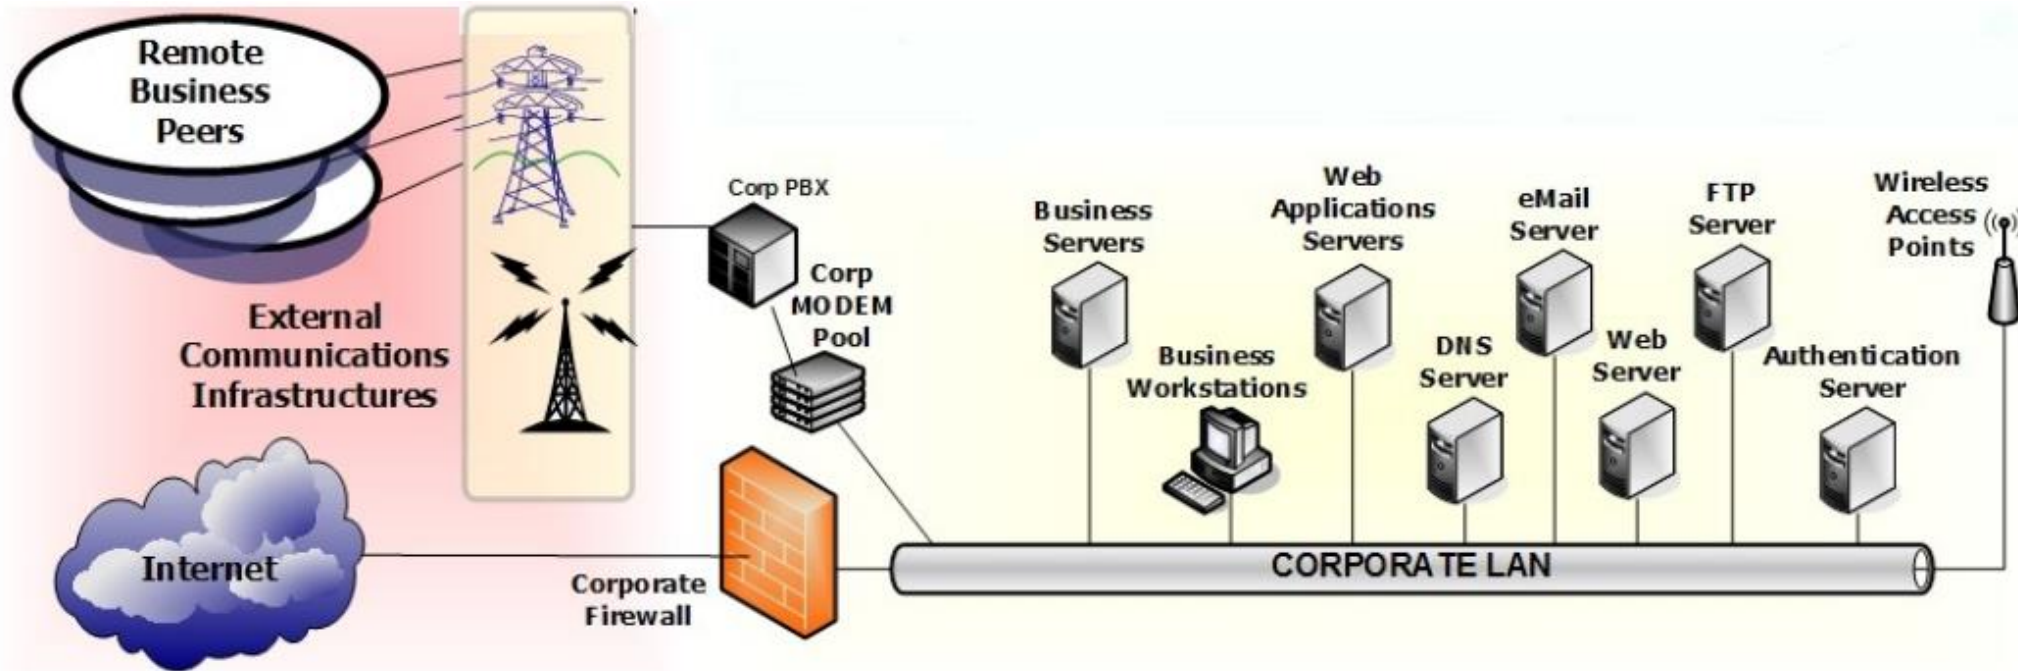 Remote
Business
Peers
External
Communications
Infrastructures
Internet
Corporate
Firewall
Corp PBX
Corp
MODEM
Pool
Business
Servers
Business
Workstations
Web
Applications
Servers
DNS
Server
eMail
Server
Web
Server
FTP
Server
Authentication
Server
Wireless
Access
Points
CORPORATE LAN